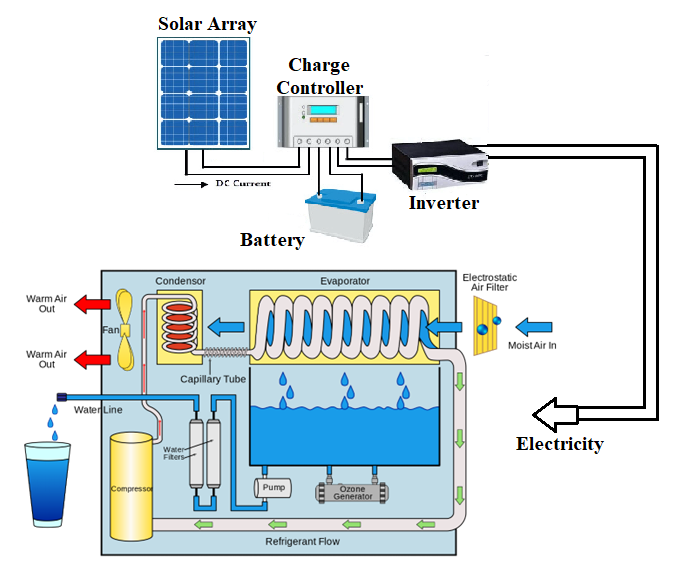 Solar Array
Charge
Controller
DC Current
Inverter
Battery
Condensor
Evaporator
Electrostatic
Air Filter
Warm Air
Out
Fan
Moist Air In
Warm Air
Out
Capillary Tube
Water Line
Electricity
Water
Filters
Compressor
Pump
Ozone
Generator
Refrigerant Flow